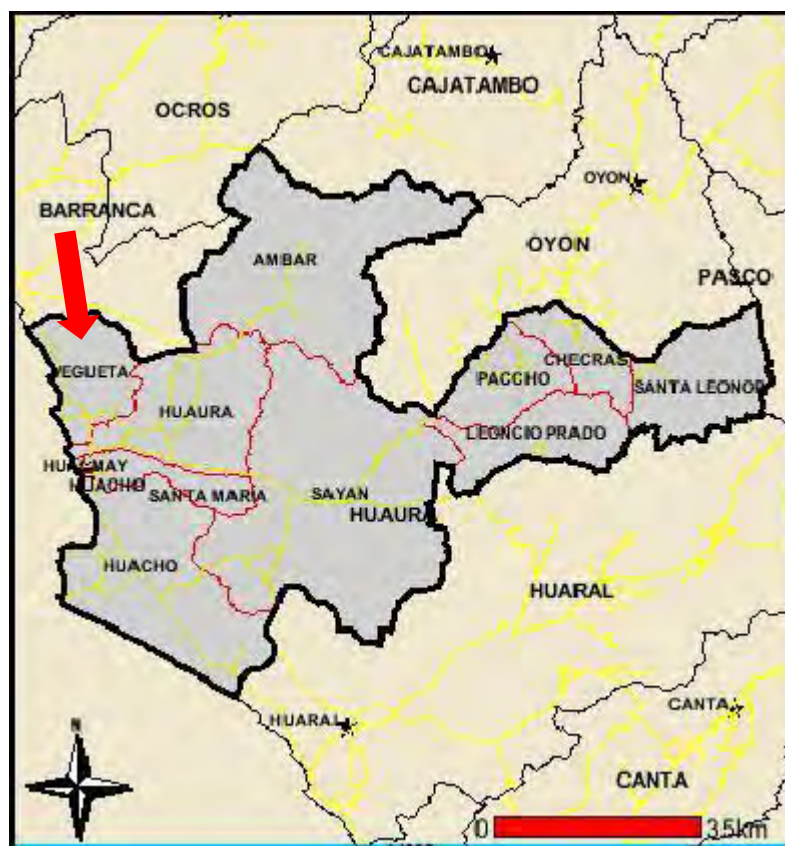 CAJATAMBO
CAJATAMBO
OCROS
OYON
BARRANCA
OYON
AMBAR
PASCO
VEGUETA
CHECRAS
PACCHO
SANTA LEONOR
HUAURA
LEONCIO PRADO
HUACHO
SANTA MARIA
SAYAN
HUAURA
HUACHO
HUARAL
CANTA
HUARAL
N
CANTA
0
35km